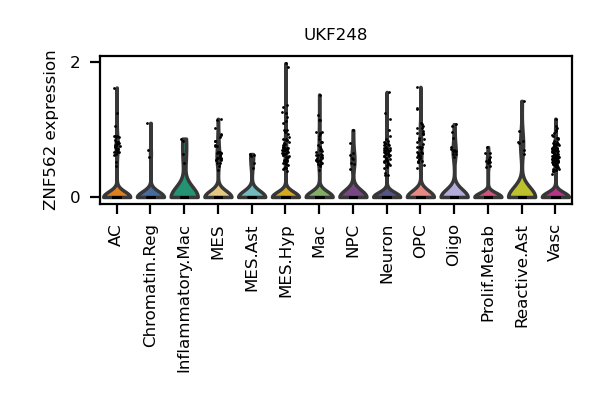 UKF248
ZNF562 expression
2
0
AC
Chromatin.Reg
Inflammatory.Mac
MES
MES.Ast
MES.Hyp
Mac
NPC
Neuron
OPC
Oligo
Prolif.Metab
Reactive.Ast
Vasc